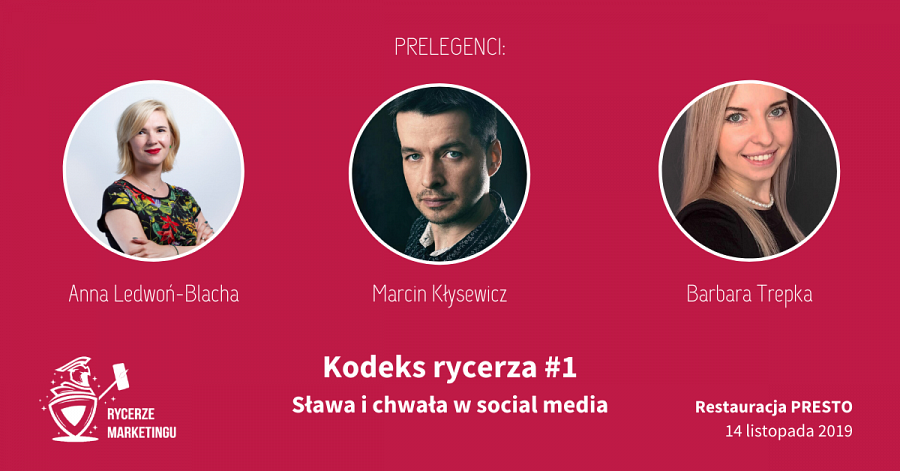 PRELEGENCI:
Anna Ledwoń-Blacha
Marcin Kłysewicz
Barbara Trepka
Kodeks rycerza #1
Sława i chwała w social media
RYCERZE
MARKETINGU
Restauracja PRESTO
14 listopada 2019